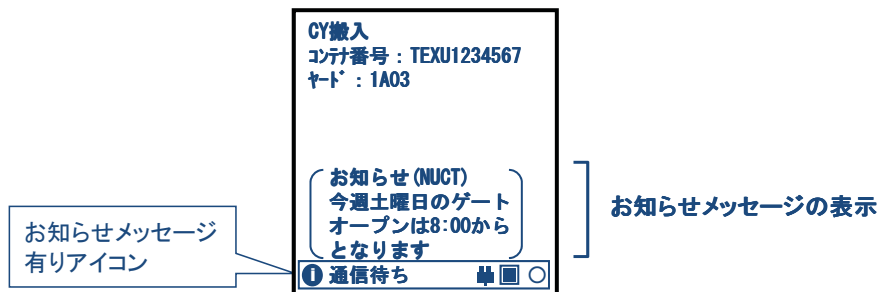 CY搬入
ｺﾝﾃﾅ番号：TEXU1234567
ﾔｰﾄﾞ：1A03
お知らせ(NUCT)
今週土曜日のゲート
オープンは8:00から
となります
通信待ち
お知らせメッセージの表示
お知らせメッセージ
有りアイコン